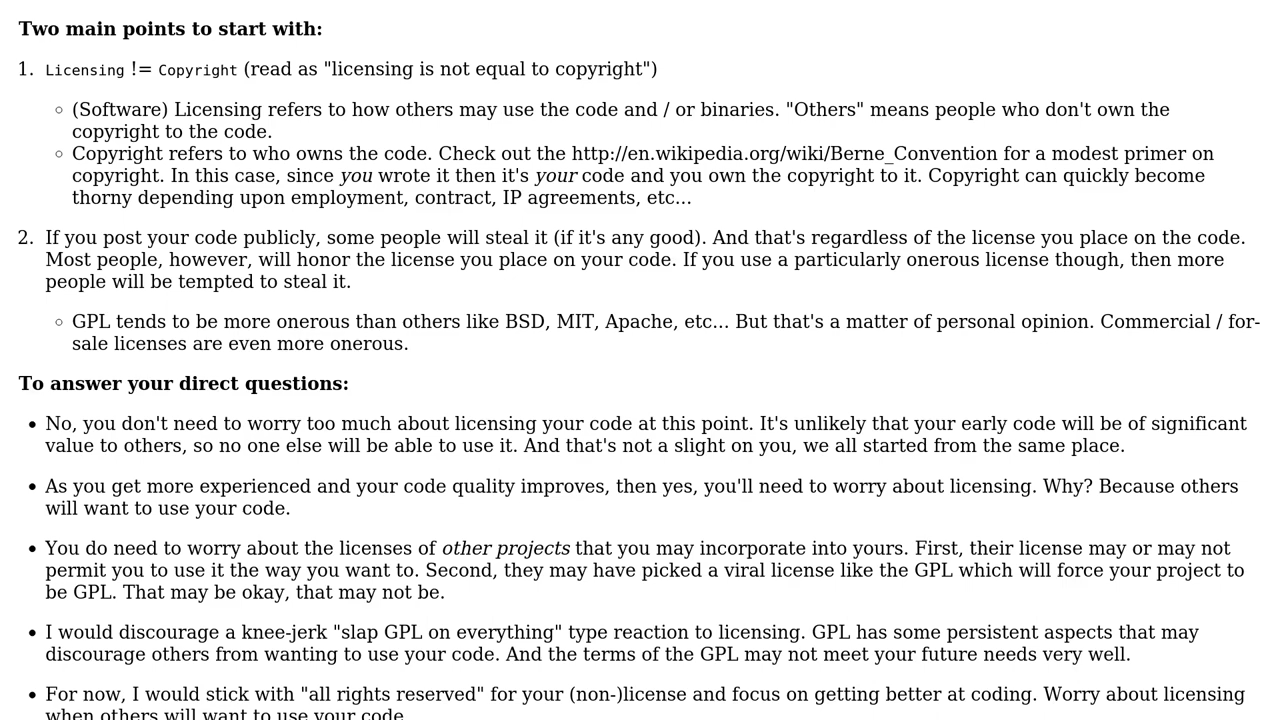 Two main points to start with:
1. Licensing != Copyright (read as "licensing is not equal to copyright")
◦ (Software) Licensing refers to how others may use the code and / or binaries. "Others" means people who don't own the
copyright to the code.
◦ Copyright refers to who owns the code. Check out the http://en.wikipedia.org/wiki/Berne_Convention for a modest primer on
copyright. In this case, since you wrote it then it's your code and you own the copyright to it. Copyright can quickly become
thorny depending upon employment, contract, IP agreements, etc...
2. If you post your code publicly, some people will steal it (if it's any good). And that's regardless of the license you place on the code.
Most people, however, will honor the license you place on your code. If you use a particularly onerous license though, then more
people will be tempted to steal it.
◦ GPL tends to be more onerous than others like BSD, MIT, Apache, etc... But that's a matter of personal opinion. Commercial / for-
sale licenses are even more onerous.
To answer your direct questions:
• No, you don't need to worry too much about licensing your code at this point. It's unlikely that your early code will be of significant
value to others, so no one else will be able to use it. And that's not a slight on you, we all started from the same place.
• As you get more experienced and your code quality improves, then yes, you'll need to worry about licensing. Why? Because others
will want to use your code.
• You do need to worry about the licenses of other projects that you may incorporate into yours. First, their license may or may not
permit you to use it the way you want to. Second, they may have picked a viral license like the GPL which will force your project to
be GPL. That may be okay, that may not be.
• I would discourage a knee-jerk "slap GPL on everything" type reaction to licensing. GPL has some persistent aspects that may
discourage others from wanting to use your code. And the terms of the GPL may not meet your future needs very well.
• For now, I would stick with "all rights reserved" for your (non-)license and focus on getting better at coding. Worry about licensing
when others will want to use your code.